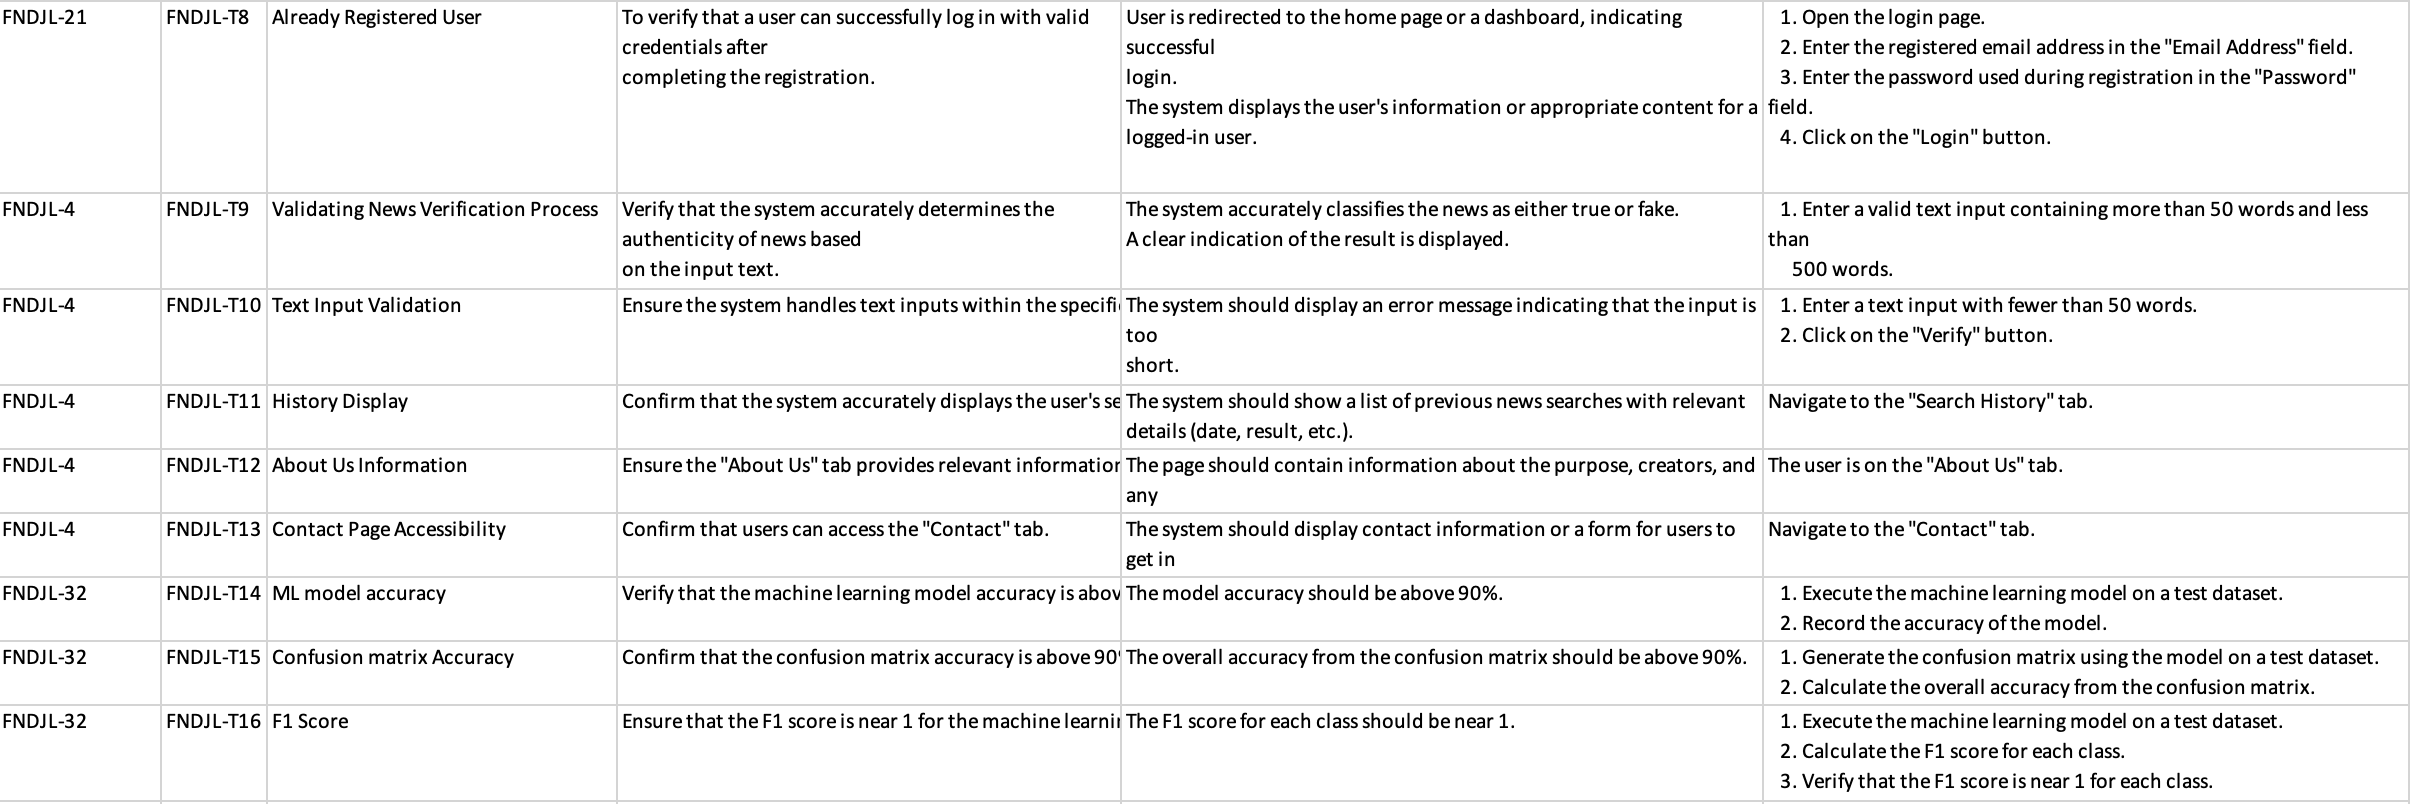 FNDJL-21
FNDJL-T8
Already Registered User
To verify that a user can successfully log in with valid
credentials after
completing the registration.
User is redirected to the home page or a dashboard, indicating
successful
login.
The system displays the user's information or appropriate content for a
logged-in user.
1. Open the login page.
2. Enter the registered email address in the "Email Address" field.
3. Enter the password used during registration in the "Password"
field.
4. Click on the "Login" button.
FNDJL-4
FNDJL-T9
Validating News Verification Process
Verify that the system accurately determines the
authenticity of news based
on the input text.
The system accurately classifies the news as either true or fake.
A clear indication of the result is displayed.
1. Enter a valid text input containing more than 50 words and less
than
500 words.
FNDJL-4
FNDJL-T10
Text Input Validation
Ensure the system handles text inputs within the specifi
The system should display an error message indicating that the input is
too
short.
1. Enter a text input with fewer than 50 words.
2. Click on the "Verify" button.
FNDJL-4
FNDJL-T11
History Display
Confirm that the system accurately displays the user's se
The system should show a list of previous news searches with relevant
details (date, result, etc.).
Navigate to the "Search History" tab.
FNDJL-4
FNDJL-T12
About Us Information
Ensure the "About Us" tab provides relevant information
The page should contain information about the purpose, creators, and
any
The user is on the "About Us" tab.
FNDJL-4
FNDJL-T13
Contact Page Accessibility
Confirm that users can access the "Contact" tab.
The system should display contact information or a form for users to
get in
Navigate to the "Contact" tab.
FNDJL-32
FNDJL-T14
ML model accuracy
Verify that the machine learning model accuracy is abov
The model accuracy should be above 90%.
1. Execute the machine learning model on a test dataset.
2. Record the accuracy of the model.
FNDJL-32
FNDJL-T15
Confusion matrix Accuracy
Confirm that the confusion matrix accuracy is above 90
The overall accuracy from the confusion matrix should be above 90%.
1. Generate the confusion matrix using the model on a test dataset.
2. Calculate the overall accuracy from the confusion matrix.
FNDJL-32
FNDJL-T16
F1 Score
Ensure that the F1 score is near 1 for the machine learni
The F1 score for each class should be near 1.
1. Execute the machine learning model on a test dataset.
2. Calculate the F1 score for each class.
3. Verify that the F1 score is near 1 for each class.